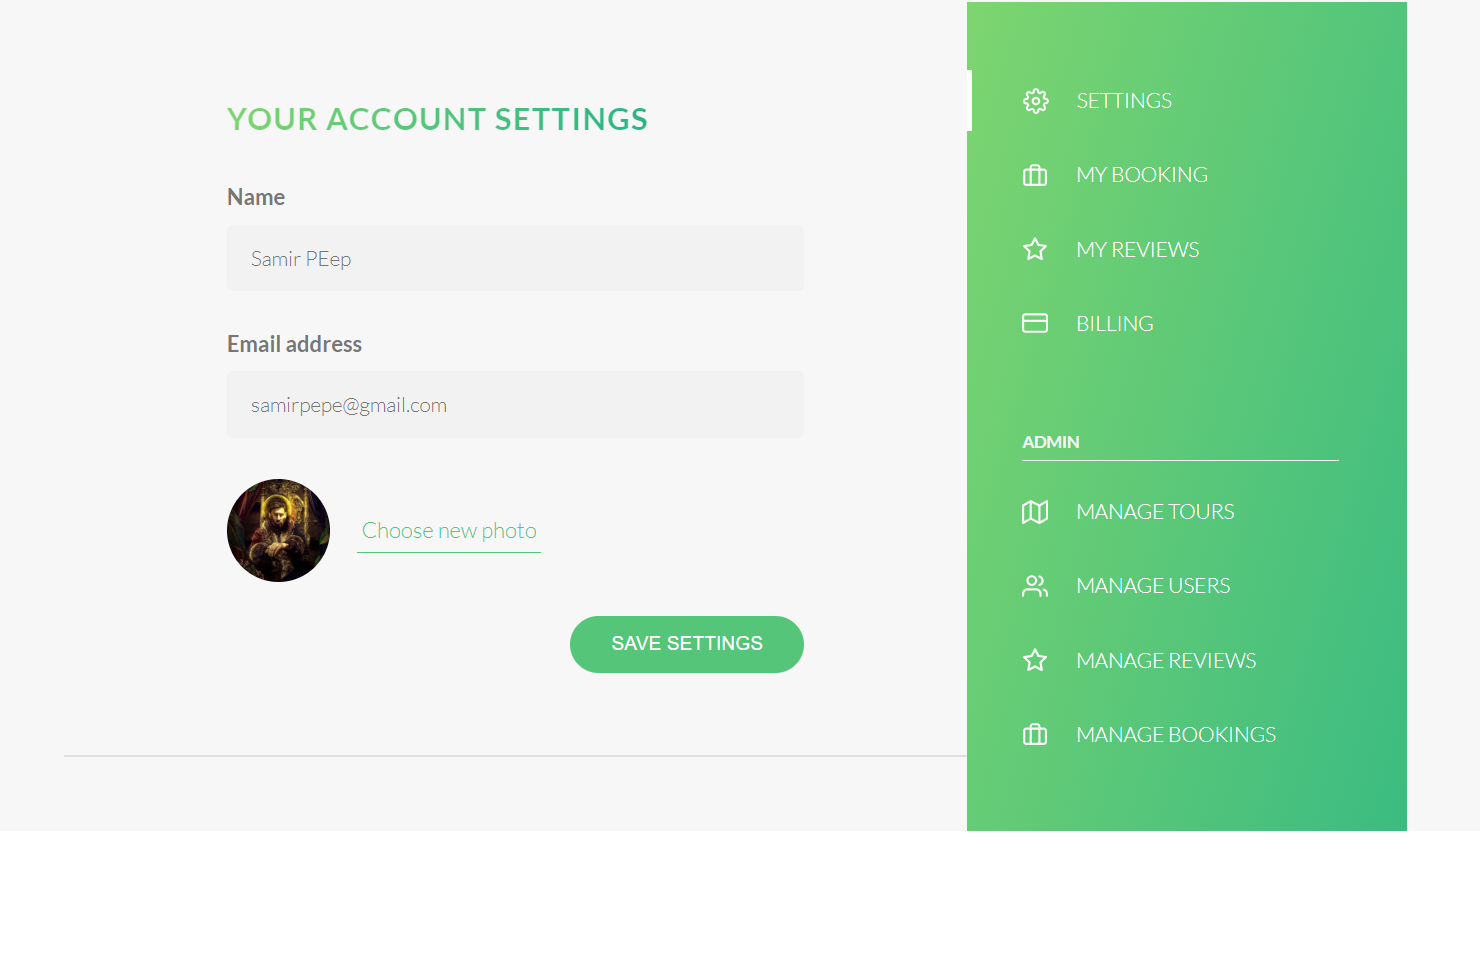 YOUR ACCOUNT SETTINGS
Name
Samir PEep
Email address
samirpepe@gmail.com
Choose new photo
SAVE SETTINGS
SETTINGS
MY BOOKING
MY REVIEWS
BILLING
ADMIN
MANAGE TOURS
MANAGE USERS
MANAGE REVIEWS
MANAGE BOOKINGS